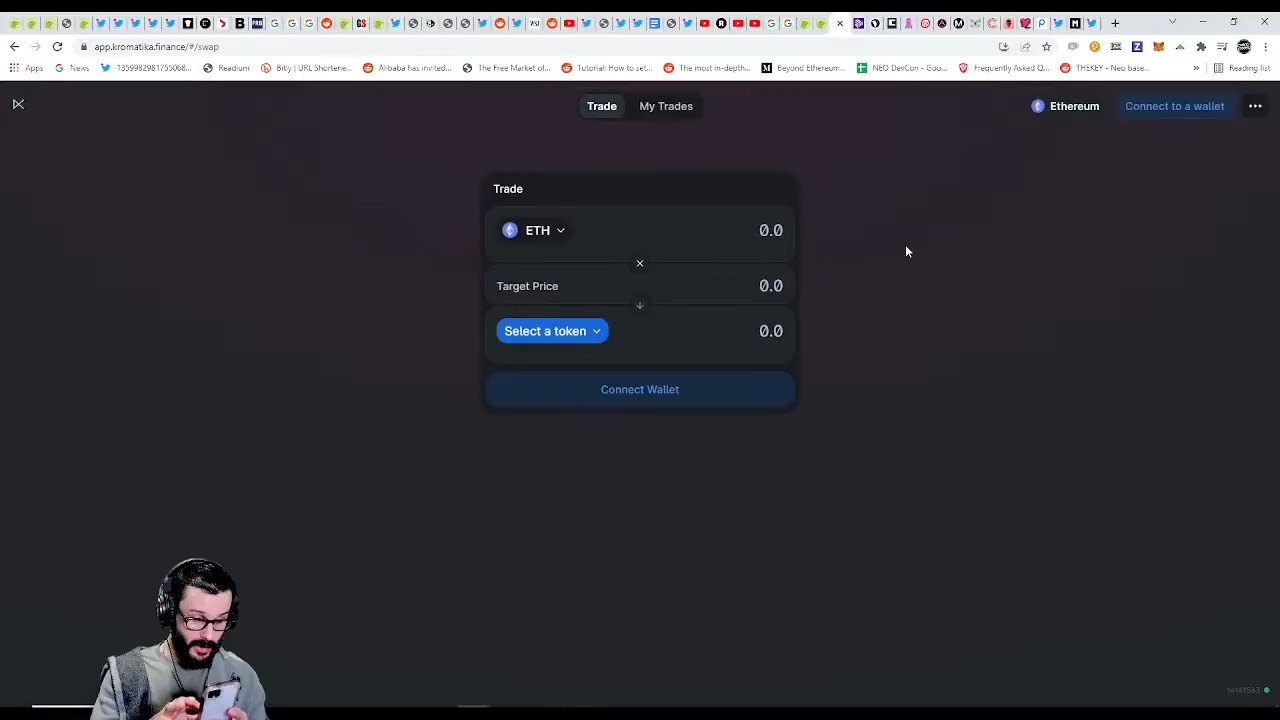 app.kromatika.finance/#/swap
Apps
News
1359982981755068...
Readium
Bitly | URL Shortene...
Alibaba has invited...
The Free Market of...
Tutorial: How to set...
The most in-depth...
Beyond Ethereum...
NEO DevCon - Goo...
Frequently Asked Q...
THEKEY - Neo base...
»
Reading list
Trade
My Trades
Ethereum
Connect to a wallet
Trade
ETH
0.0
Target Price
0.0
Select a token
0.0
Connect Wallet